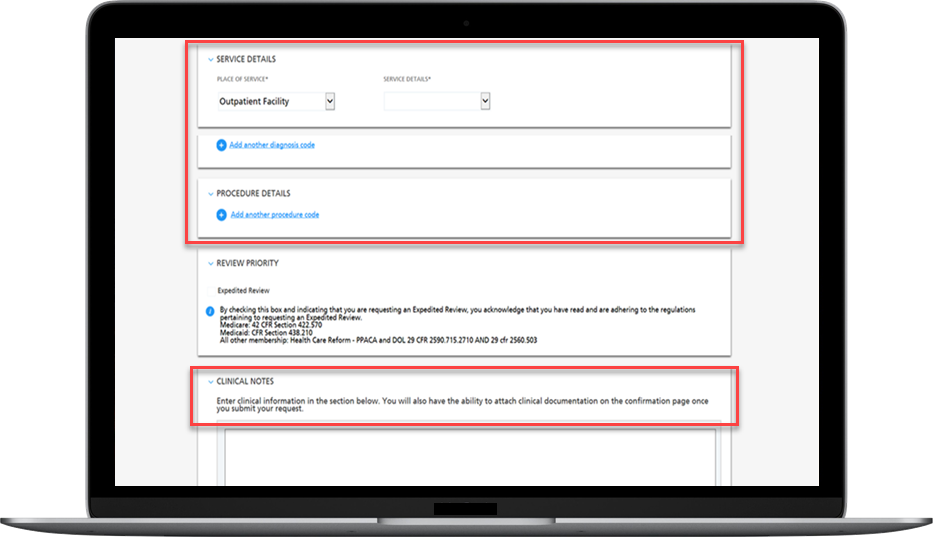 SERVICE DETAILS
PLACE OF SERVICE* SERVICE DETAILS*
Outpatient Facility
Add another diagnosis code
PROCEDURE DETAILS
Add another procedure code
REVIEW PRIORITY
Expedited Review
By checking this box and indicating that you are requesting an Expedited Review, you acknowledge that you have read and are adhering to the regulations
pertaining to requesting an Expedited Review.
Medicare: 42 CFR Section 422.570
Medicaid: CFR Section 438.210
All other membership: Health Care Reform - PPACA and DOL 29 CFR 2590.715.2710 AND 29 cfr 2560.503
CLINICAL NOTES
Enter clinical information in the section below. You will also have the ability to attach clinical documentation on the confirmation page once
you submit your request.